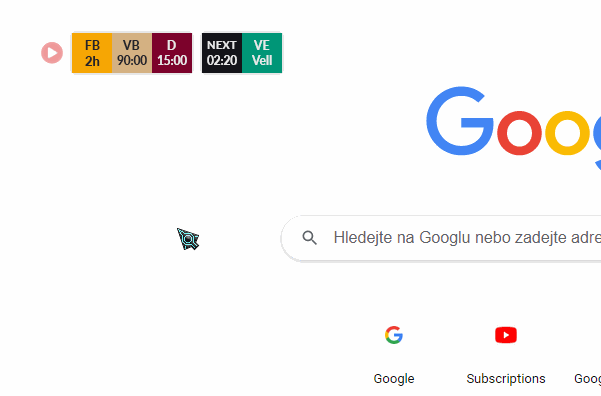 FB VB D NEXT VE
2h 90:00 15:00 02:20 Vell
Goog
Hledejte na Googlu nebo zadejte adre
Google Subscriptions Goog